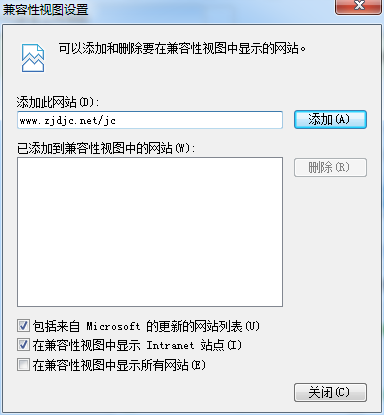 兼容性视图设置
可以添加和删除要在兼容性视图中显示的网站。
添加此网站(D):
www.zjdjc.net/jc
添加(A)
已添加到兼容性视图中的网站(W):
删除(R)
包括来自 Microsoft 的更新的网站列表(U)
在兼容性视图中显示 Intranet 站点(I)
在兼容性视图中显示所有网站(E)
关闭(C)